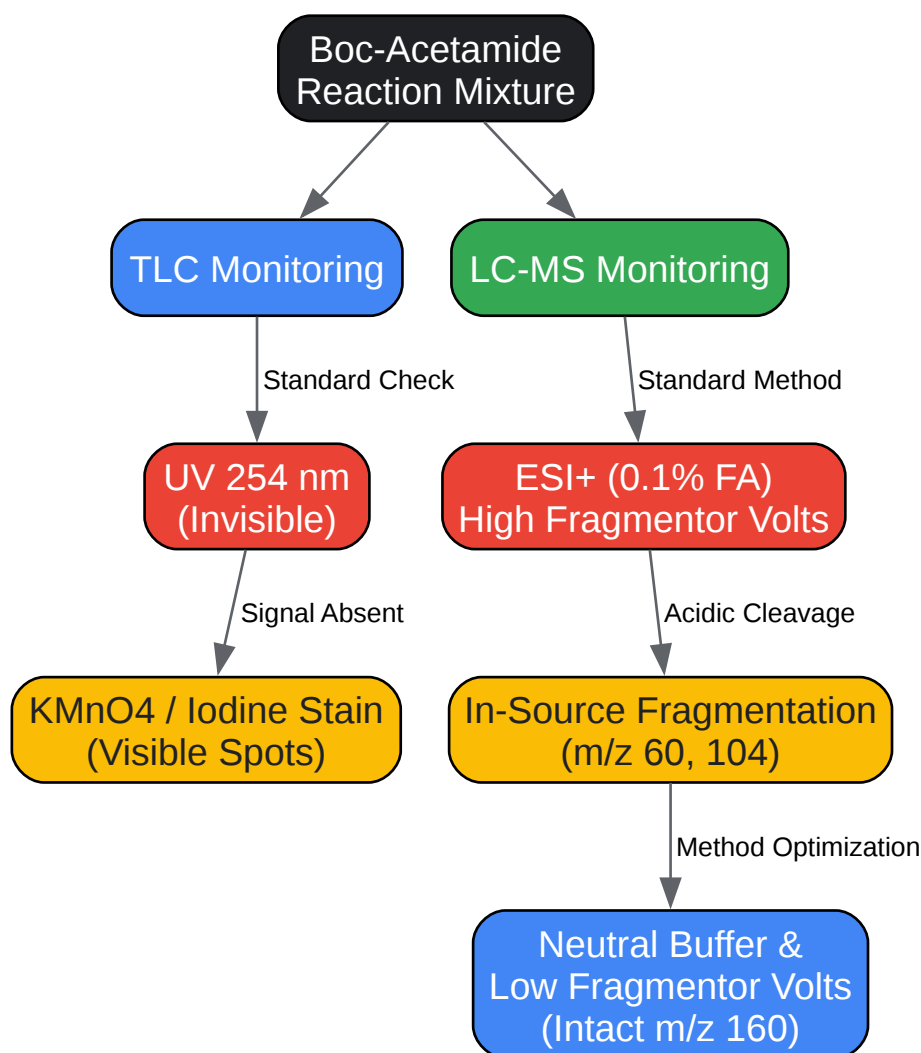 Boc-Acetamide
Reaction Mixture
TLC Monitoring
LC-MS Monitoring
Standard Check
Standard Method
UV 254 nm
(Invisible)
ESI+ (0.1% FA)
High Fragmentor Volts
Signal Absent
Acidic Cleavage
KMnO4 / Iodine Stain
(Visible Spots)
In-Source Fragmentation
(m/z 60, 104)
Method Optimization
Neutral Buffer &
Low Fragmentor Volts
(Intact m/z 160)